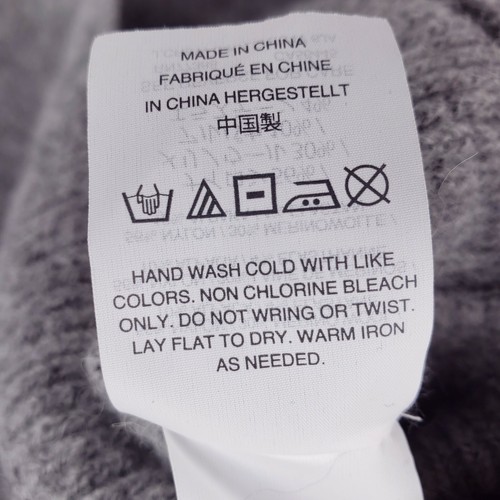 MADE IN CHINA
FABRIQUÉ EN CHINE
IN CHINA HERGESTELLT
中国製
HAND WASH COLD WITH LIKE
COLORS. NON CHLORINE BLEACH
ONLY. DO NOT WRING OR TWIST.
LAY FLAT TO DRY. WARM IRON
AS NEEDED.